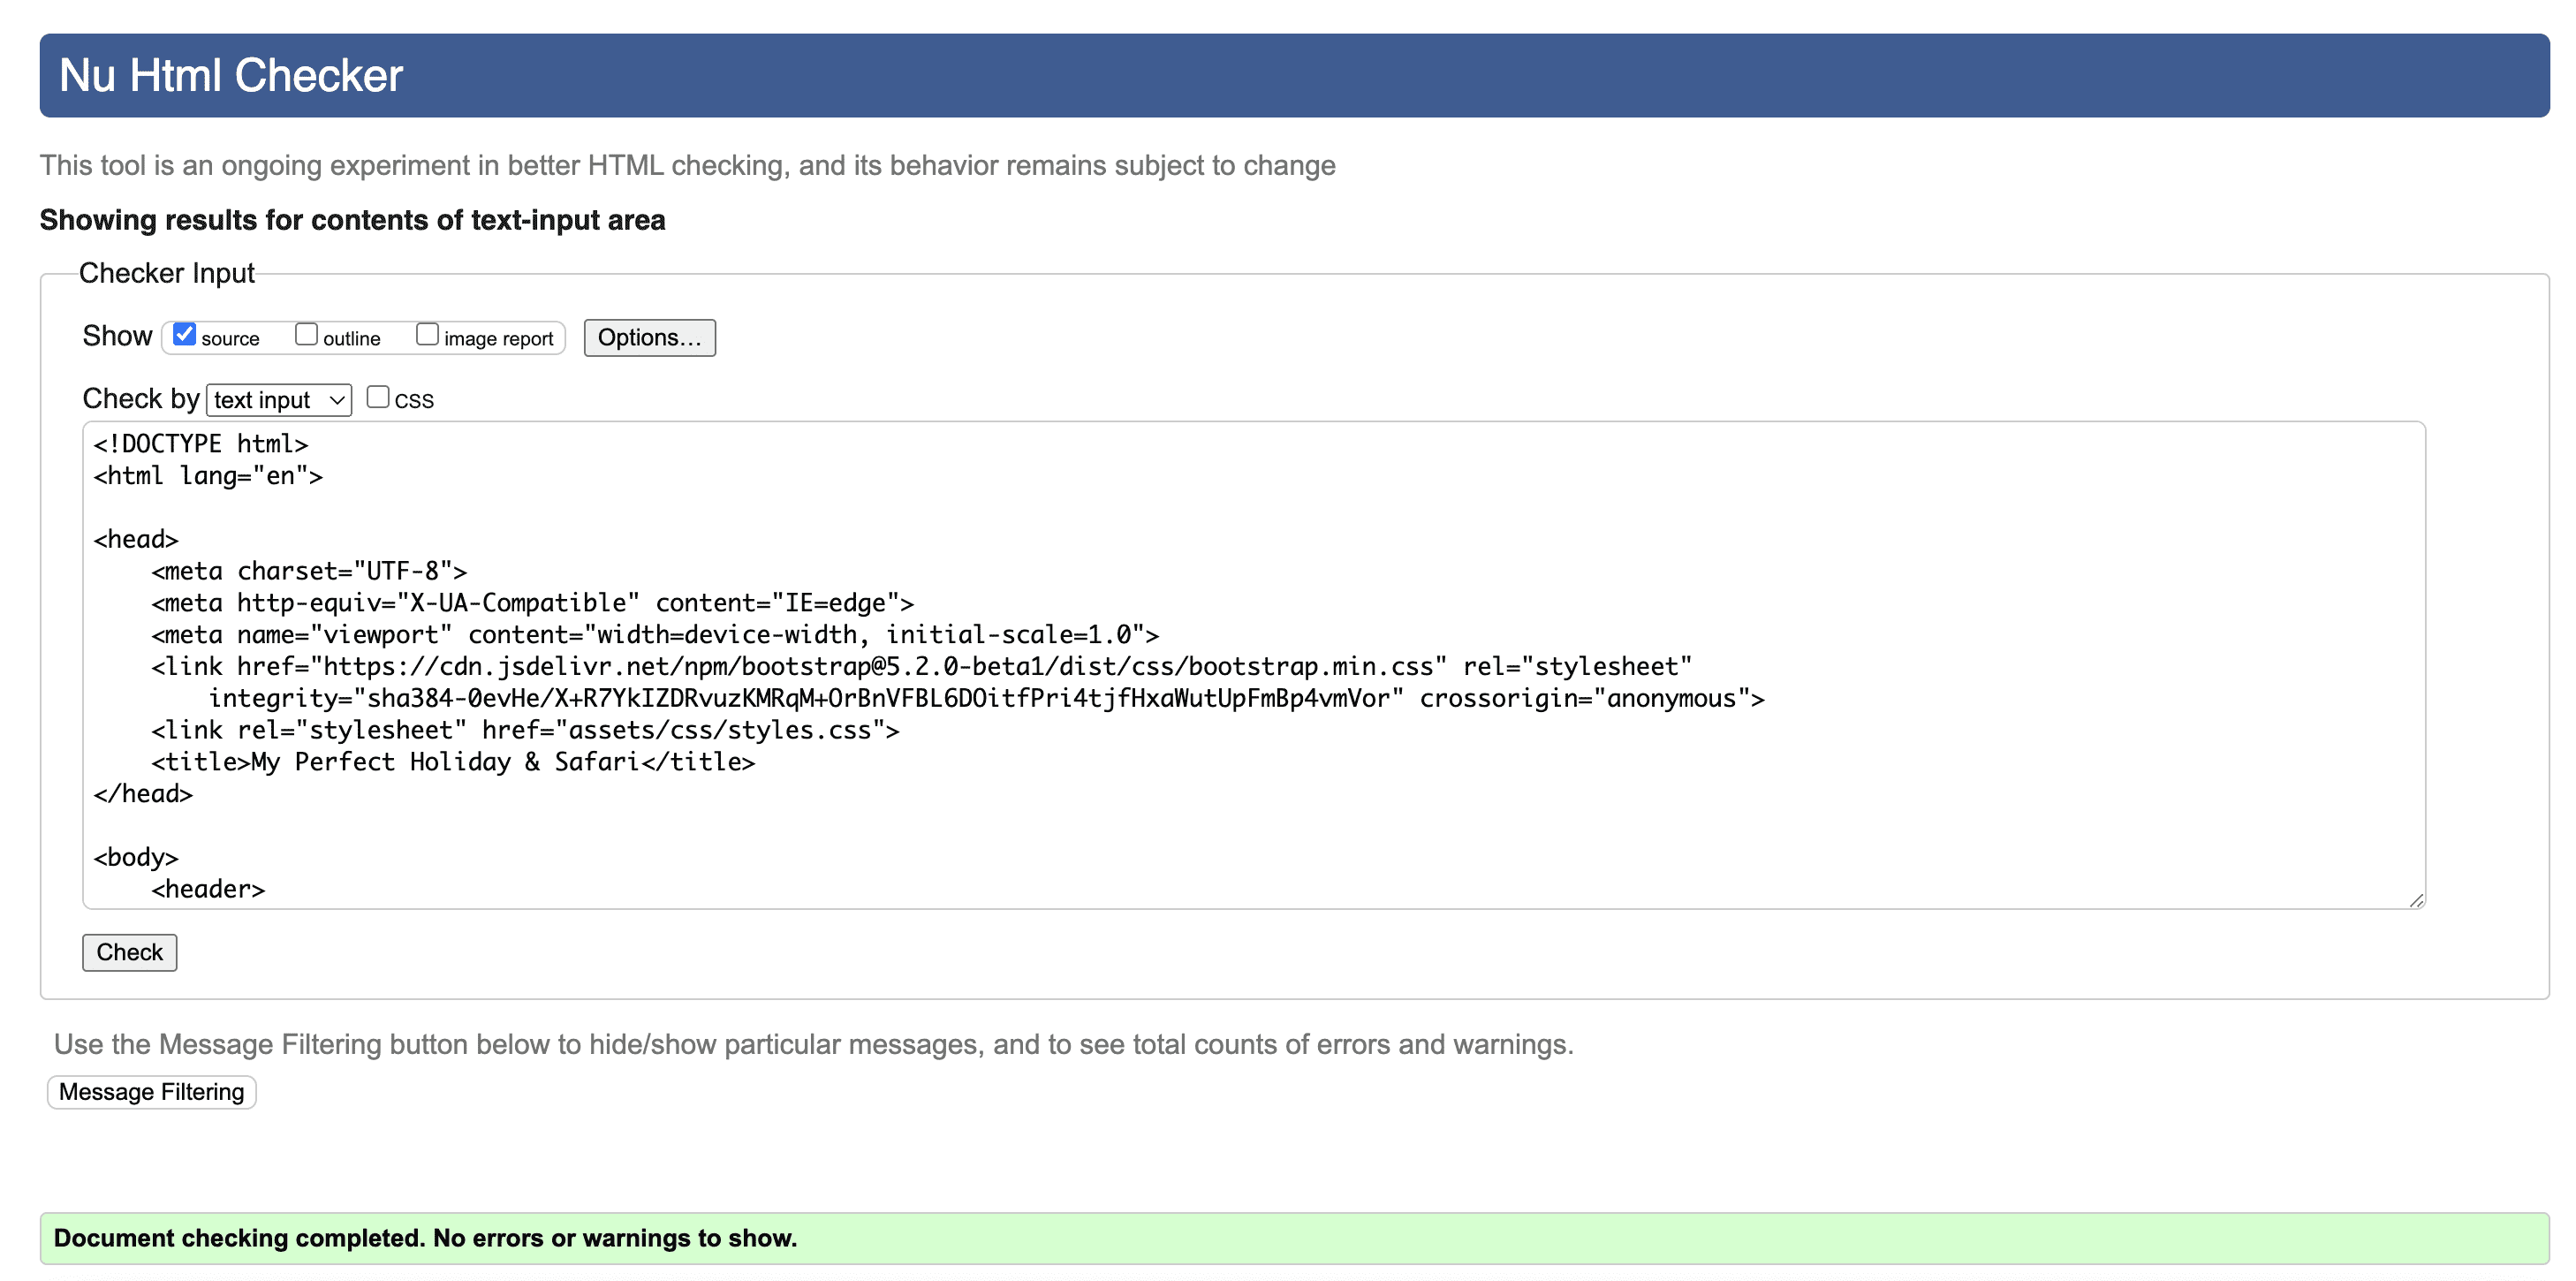 Nu Html Checker
This tool is an ongoing experiment in better HTML checking, and its behavior remains subject to change
Showing results for contents of text-input area
Checker Input
Show source outline image report Options...
Check by text input CSS
<!DOCTYPE html>
<html lang="en">
<head>
<meta charset="UTF-8">
<meta http-equiv="X-UA-Compatible" content="IE=edge">
<meta name="viewport" content="width=device-width, initial-scale=1.0">
<link href="https://cdn.jsdelivr.net/npm/bootstrap@5.2.0-beta1/dist/css/bootstrap.min.css" rel="stylesheet"
integrity="sha384-0evHe/X+R7YkIZDRvuzKMRqM+OrBnVFBL6DOitfPri4tjfHxaWutUpFmBp4vmVor" crossorigin="anonymous">
<link rel="stylesheet" href="assets/css/styles.css">
<title>My Perfect Holiday & Safari</title>
</head>
<body>
<header>
Check
Use the Message Filtering button below to hide/show particular messages, and to see total counts of errors and warnings.
Message Filtering
Document checking completed. No errors or warnings to show.